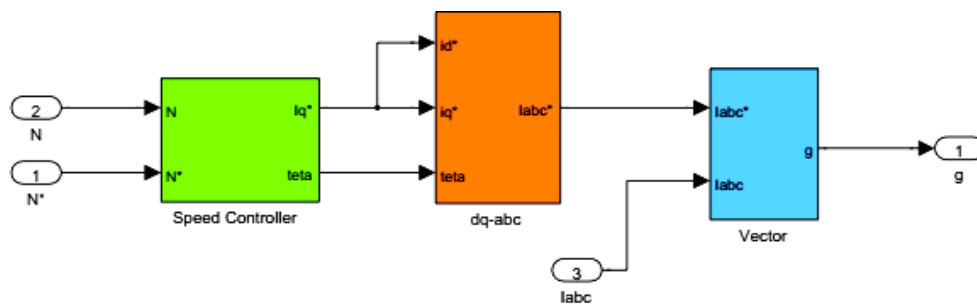 2
N
1
N*
N
N*
Iq*
teta
Speed Controller
id*
iq*
teta
Iabc*
dq-abc
Iabc*
Iabc
g
Vector
3
Iabc
1
g